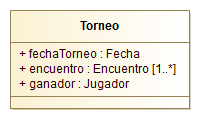 Torneo
+ fechaTorneo : Fecha
+ encuentro : Encuentro [1..*]
+ ganador : Jugador